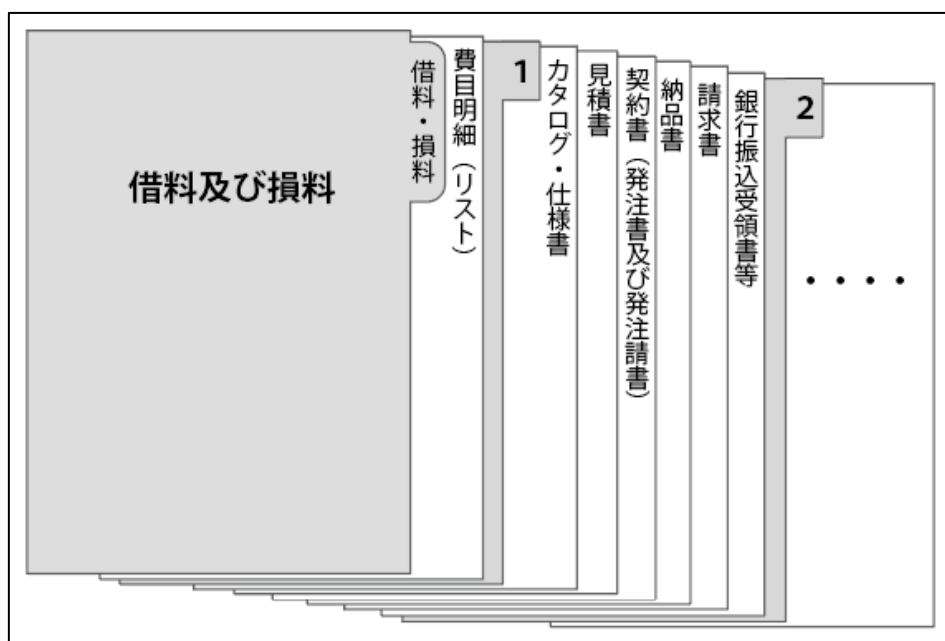 借料及び損料
借料・損料
費目明細（リスト）
1
カタログ・仕様書
見積書
契約書（発注書及び発注請書）
納品書
請求書
銀行振込受領書等
2
・・・・